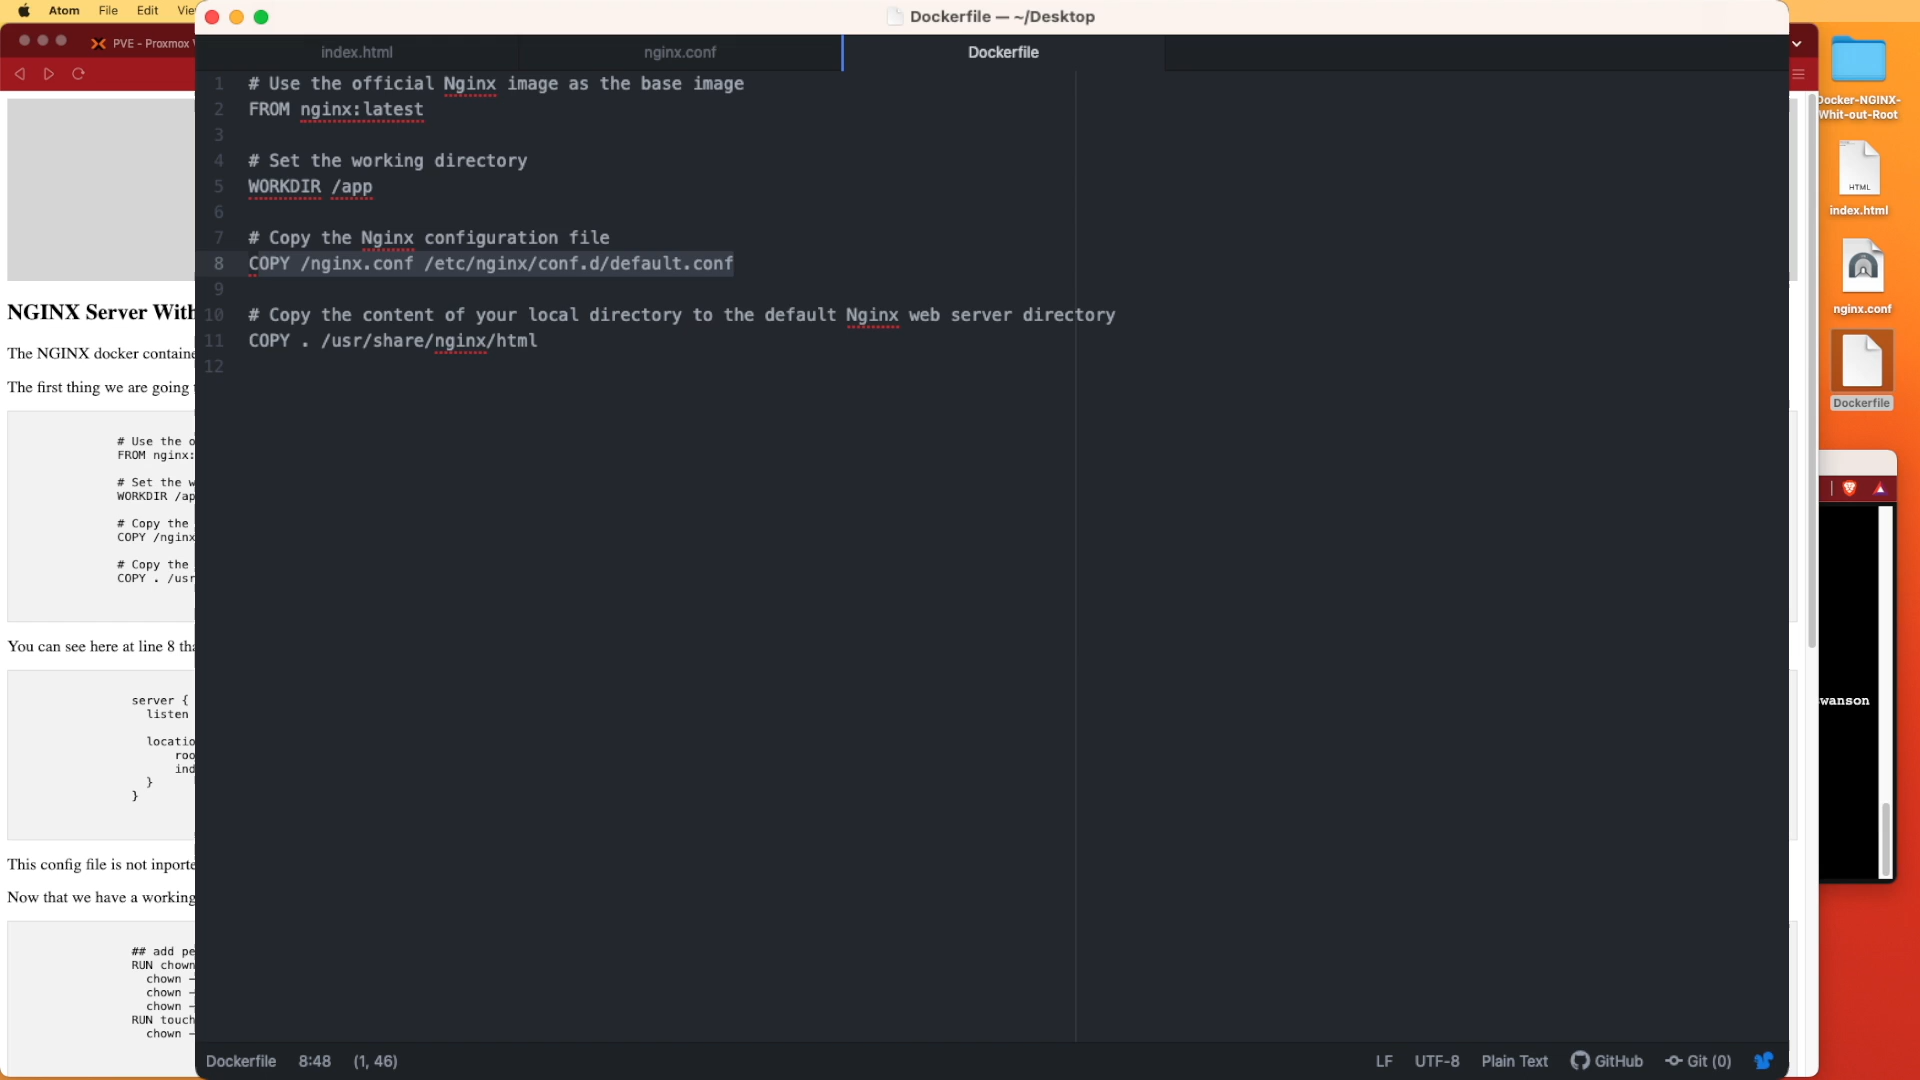 Atom File Edit Vie
Dockerfile — ~/Desktop
PVE - Proxmox V
index.html nginx.conf Dockerfile
1 # Use the official Nginx image as the base image
2 FROM nginx:latest
3
4 # Set the working directory
5 WORKDIR /app
6
7 # Copy the Nginx configuration file
8 COPY /nginx.conf /etc/nginx/conf.d/default.conf
9
10 # Copy the content of your local directory to the default Nginx web server directory
11 COPY . /usr/share/nginx/html
12
Dockerfile 8:48 (1, 46)
LF UTF-8 Plain Text GitHub Git (0)
NGINX Server With
The NGINX docker containe
The first thing we are going
# Use the o
FROM nginx:
# Set the w
WORKDIR /ap
# Copy the
COPY /nginx
# Copy the
COPY . /usr
You can see here at line 8 tha
server {
listen
locatio
roo
ind
}
}
This config file is not inporte
Now that we have a working
## add pe
RUN chown
chown -
chown -
chown -
RUN touch
chown -
Docker-NGINX-
Whit-out-Root
HTML
index.html
nginx.conf
Dockerfile
wanson